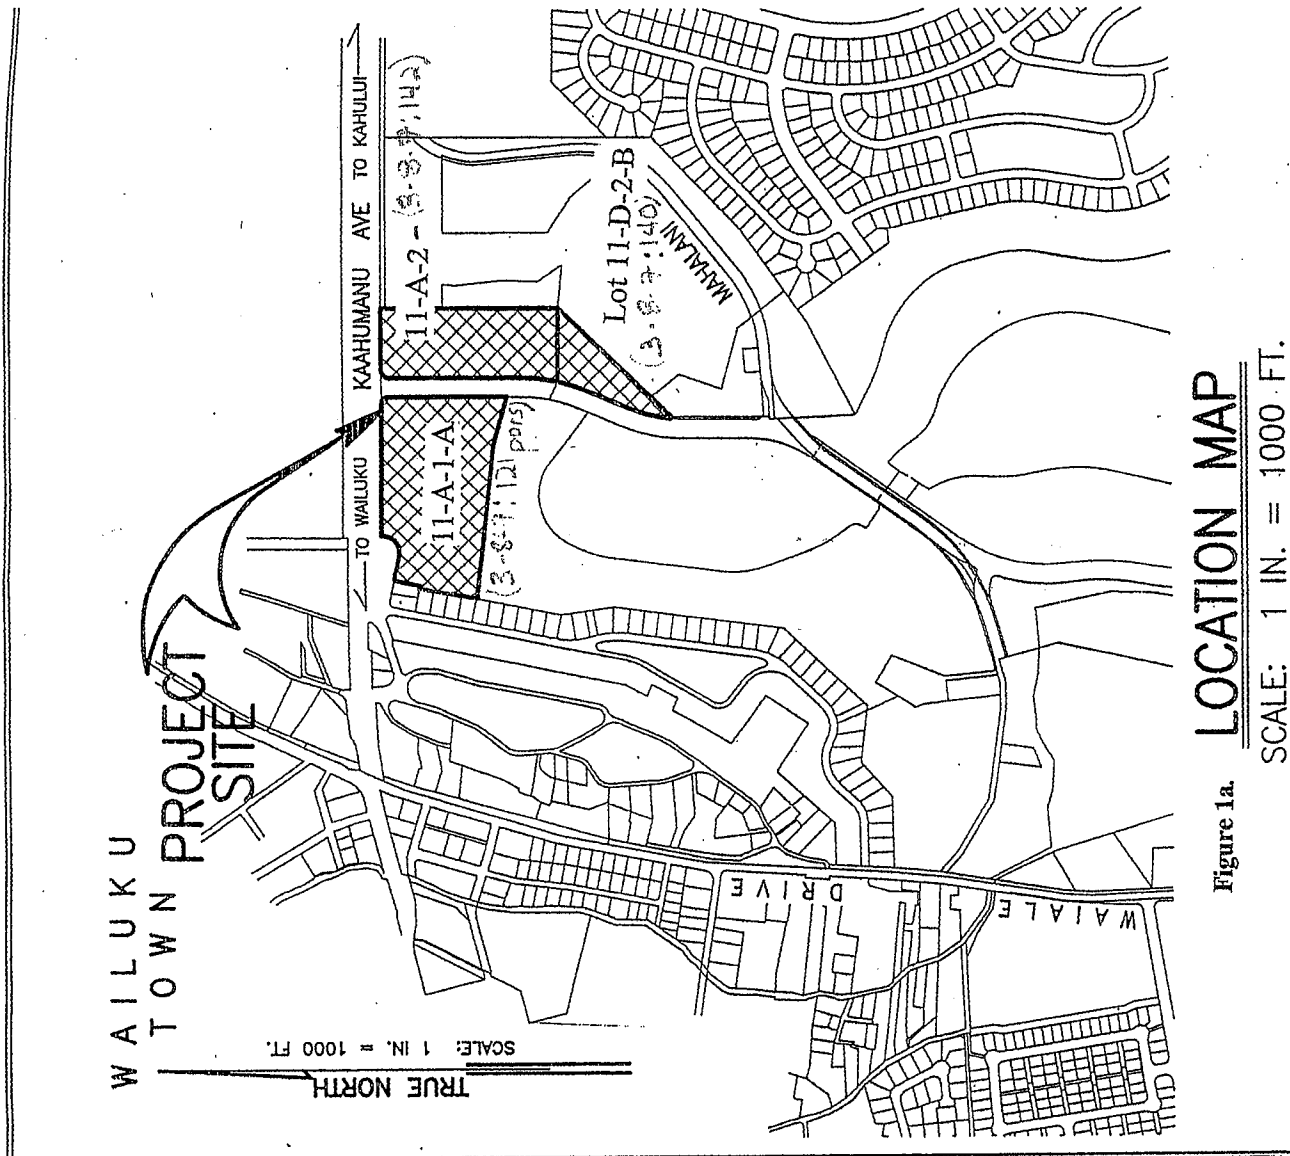 WAILUKU
TOWN
PROJECT
SITE
TO WAILUKU
KAAHUMANU AVE TO KAHULUI
11-A-2 -
11-A-1-A
Lot 11-D-2-B
MAHALANI
WAIALE
DRIVE
TRUE NORTH
SCALE: 1 IN. = 1000 FT.
Figure 1a.
LOCATION MAP
SCALE: 1 IN. = 1000 FT.